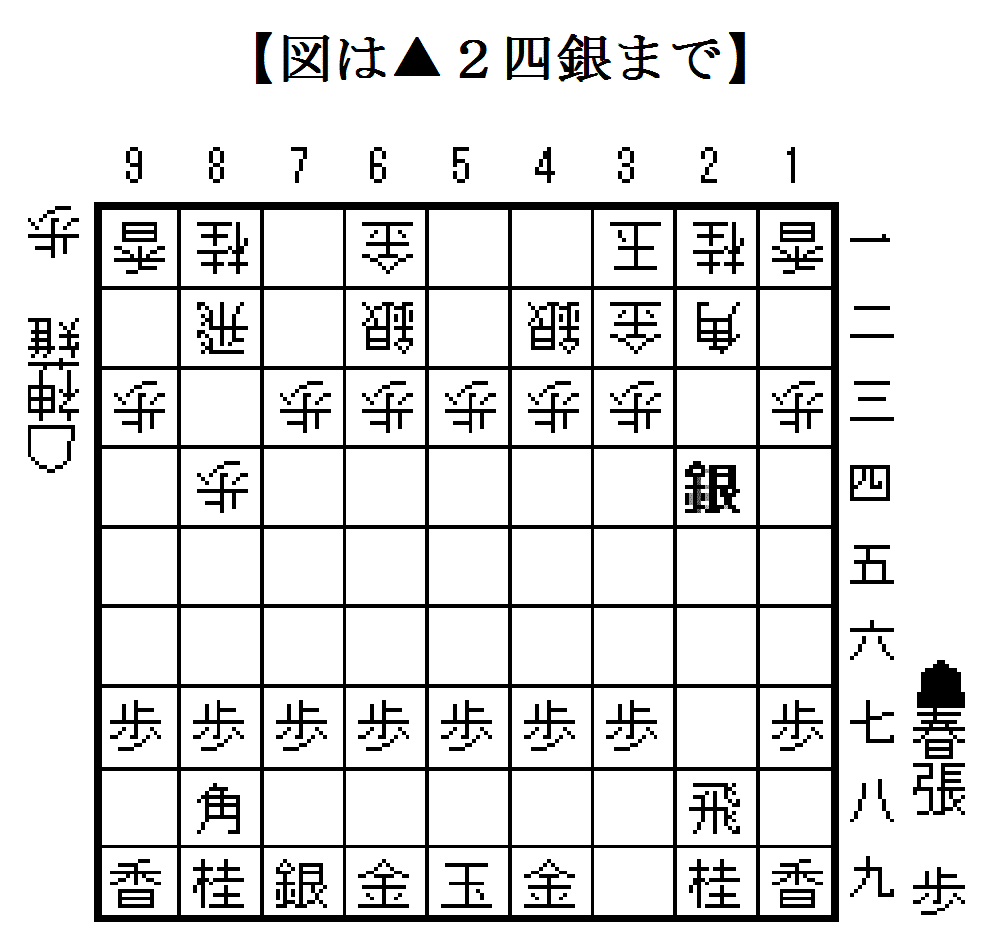 【図は▲２四銀まで】
9 8 7 6 5 4 3 2 1
香 桂 金 玉 桂 香 一
飛 銀 銀 金 角 二
歩 歩 歩 歩 歩 歩 歩 三
歩 銀 四
五
六
歩 歩 歩 歩 歩 歩 歩 歩 七
角 飛 八
香 桂 銀 金 玉 金 桂 香 九
☖神薙 歩
☗春張 歩